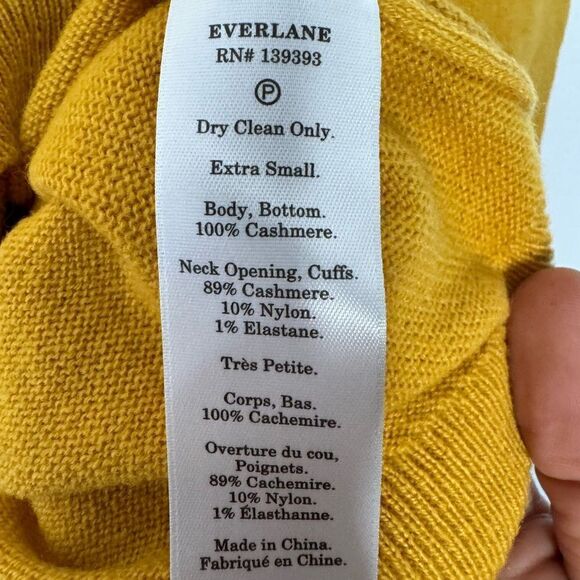 EVERLANE
RN# 139393
P
Dry Clean Only.
Extra Small.
Body, Bottom.
100% Cashmere.
Neck Opening, Cuffs.
89% Cashmere.
10% Nylon.
1% Elastane.
Très Petite.
Corps, Bas.
100% Cachemire.
Overture du cou,
Poignets.
89% Cachemire.
10% Nylon.
1% Élasthanne.
Made in China.
Fabriqué en Chine.